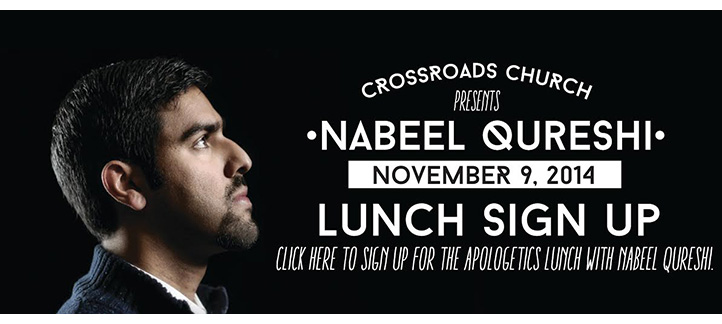 CROSSROADS CHURCH
PRESENTS
•NABEEL QURESHI•
NOVEMBER 9, 2014
LUNCH SIGN UP
CLICK HERE TO SIGN UP FOR THE APOLOGETICS LUNCH WITH NABEEL QURESHI.